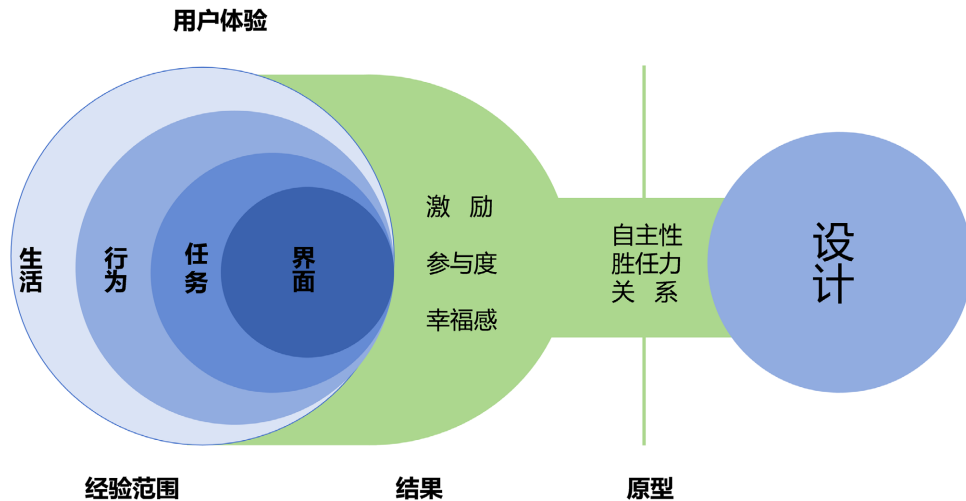 用户体验
生活
行为
任务
界面
激 励
参与度
幸福感
自主性
胜任力
关 系
设计
经验范围
结果
原型